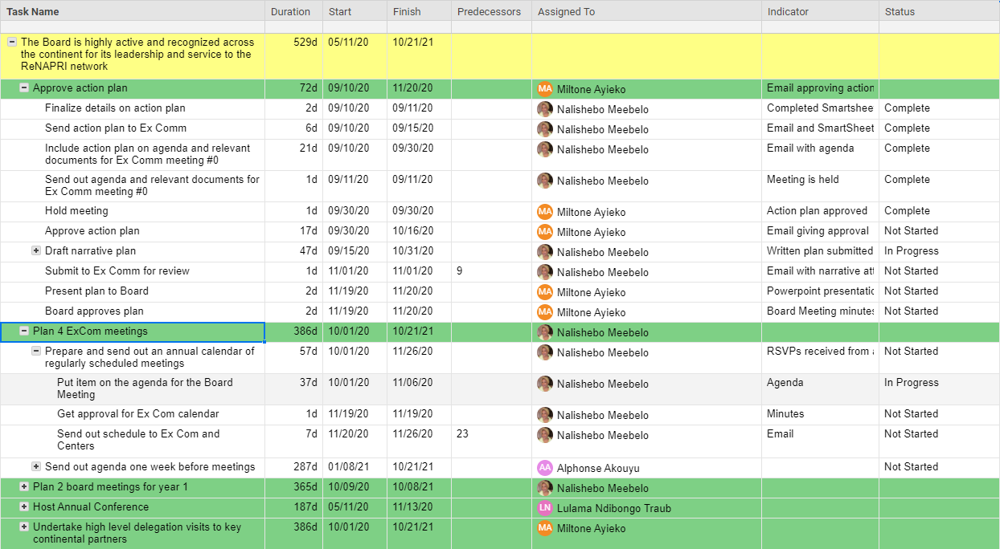 Task Name Duration Start Finish Predecessors Assigned To Indicator Status
The Board is highly active and recognized across 529d 05/11/20 10/21/21
the continent for its leadership and service to the
ReNAPRI network
Approve action plan 72d 09/10/20 11/20/20 MA Miltone Ayieko Email approving action
Finalize details on action plan 2d 09/10/20 09/11/20 Nalishebo Meebelo Completed Smartshee Complete
Send action plan to Ex Comm 6d 09/10/20 09/15/20 Nalishebo Meebelo Email and SmartSheet Complete
Include action plan on agenda and relevant 21d 09/10/20 09/30/20 Nalishebo Meebelo Email with agenda Complete
documents for Ex Comm meeting #0
Send out agenda and relevant documents for 1d 09/11/20 09/11/20 Nalishebo Meebelo Meeting is held Complete
Ex Comm meeting #0
Hold meeting 1d 09/30/20 09/30/20 MA Miltone Ayieko Action plan approved Complete
Approve action plan 17d 09/30/20 10/16/20 MA Miltone Ayieko Email giving approval Not Started
Draft narrative plan 47d 09/15/20 10/31/20 Nalishebo Meebelo Written plan submitted In Progress
Submit to Ex Comm for review 1d 11/01/20 11/01/20 9 Nalishebo Meebelo Email with narrative att Not Started
Present plan to Board 2d 11/19/20 11/20/20 MA Miltone Ayieko Powerpoint presentatic Not Started
Board approves plan 2d 11/19/20 11/20/20 MA Miltone Ayieko Board Meeting minutes Not Started
Plan 4 ExCom meetings 386d 10/01/20 10/21/21 Nalishebo Meebelo
Prepare and send out an annual calendar of 57d 10/01/20 11/26/20 Nalishebo Meebelo RSVPs received from a Not Started
regularly scheduled meetings
Put item on the agenda for the Board 37d 10/01/20 11/06/20 Nalishebo Meebelo Agenda In Progress
Meeting
Get approval for Ex Com calendar 1d 11/19/20 11/19/20 Nalishebo Meebelo Minutes Not Started
Send out schedule to Ex Com and 7d 11/20/20 11/26/20 23 Nalishebo Meebelo Email Not Started
Centers
Send out agenda one week before meetings 287d 01/08/21 10/21/21 AA Alphonse Akouyu Not Started
Plan 2 board meetings for year 1 365d 10/09/20 10/08/21 Nalishebo Meebelo
Host Annual Conference 187d 05/11/20 11/13/20 LN Lulama Ndibongo Traub
Undertake high level delegation visits to key 386d 10/01/20 10/21/21 MA Miltone Ayieko
continental partners